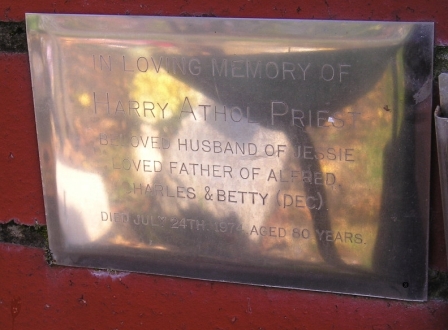 IN LOVING MEMORY OF
HARRY ATHOL PRIEST
BELOVED HUSBAND OF JESSIE
LOVED FATHER OF ALFRED,
CHARLES & BETTY (DEC)
DIED JULY 24TH. 1974 AGED 80 YEARS.